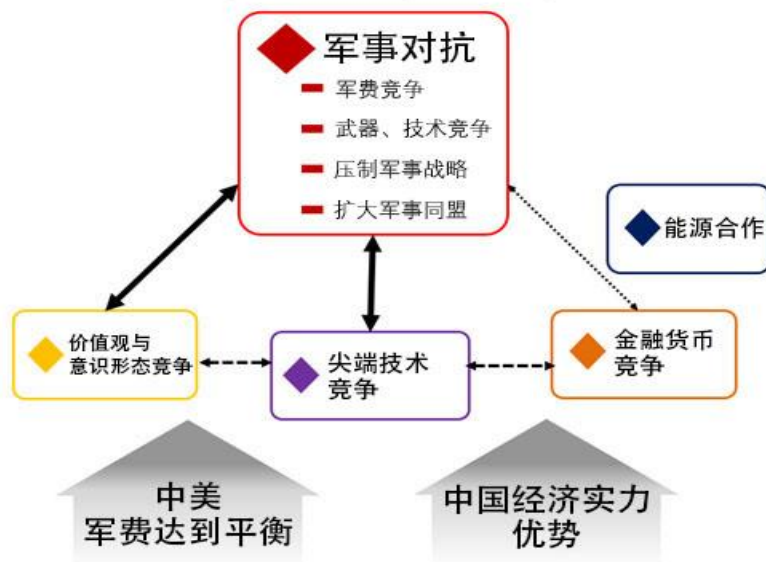 军事对抗
军费竞争
武器、技术竞争
压制军事战略
扩大军事同盟
能源合作
价值观与
意识形态竞争
尖端技术
竞争
金融货币
竞争
中美
军费达到平衡
中国经济实力
优势